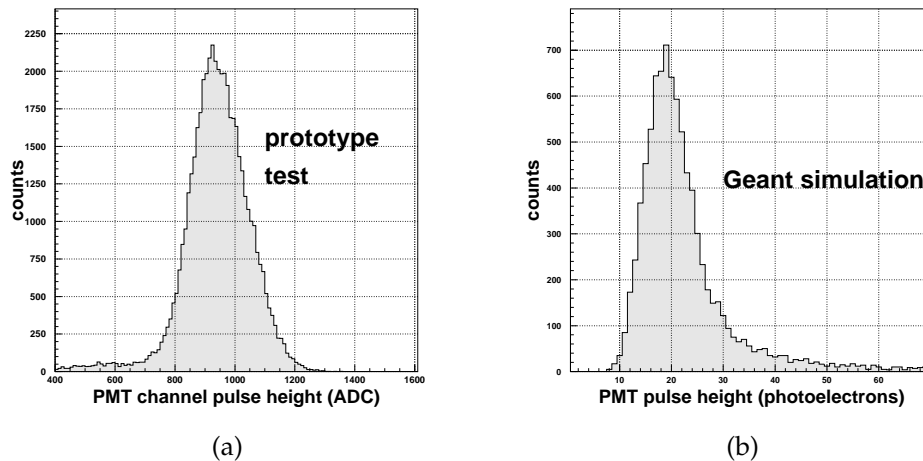 2250
2000
1750
1500
1250
1000
750
500
250
0
counts
prototype
test
400 600 800 1000 1200 1400 1600
PMT channel pulse height (ADC)
(a)
700
600
500
400
300
200
100
0
counts
Geant simulation
10 20 30 40 50 60
PMT pulse height (photoelectrons)
(b)